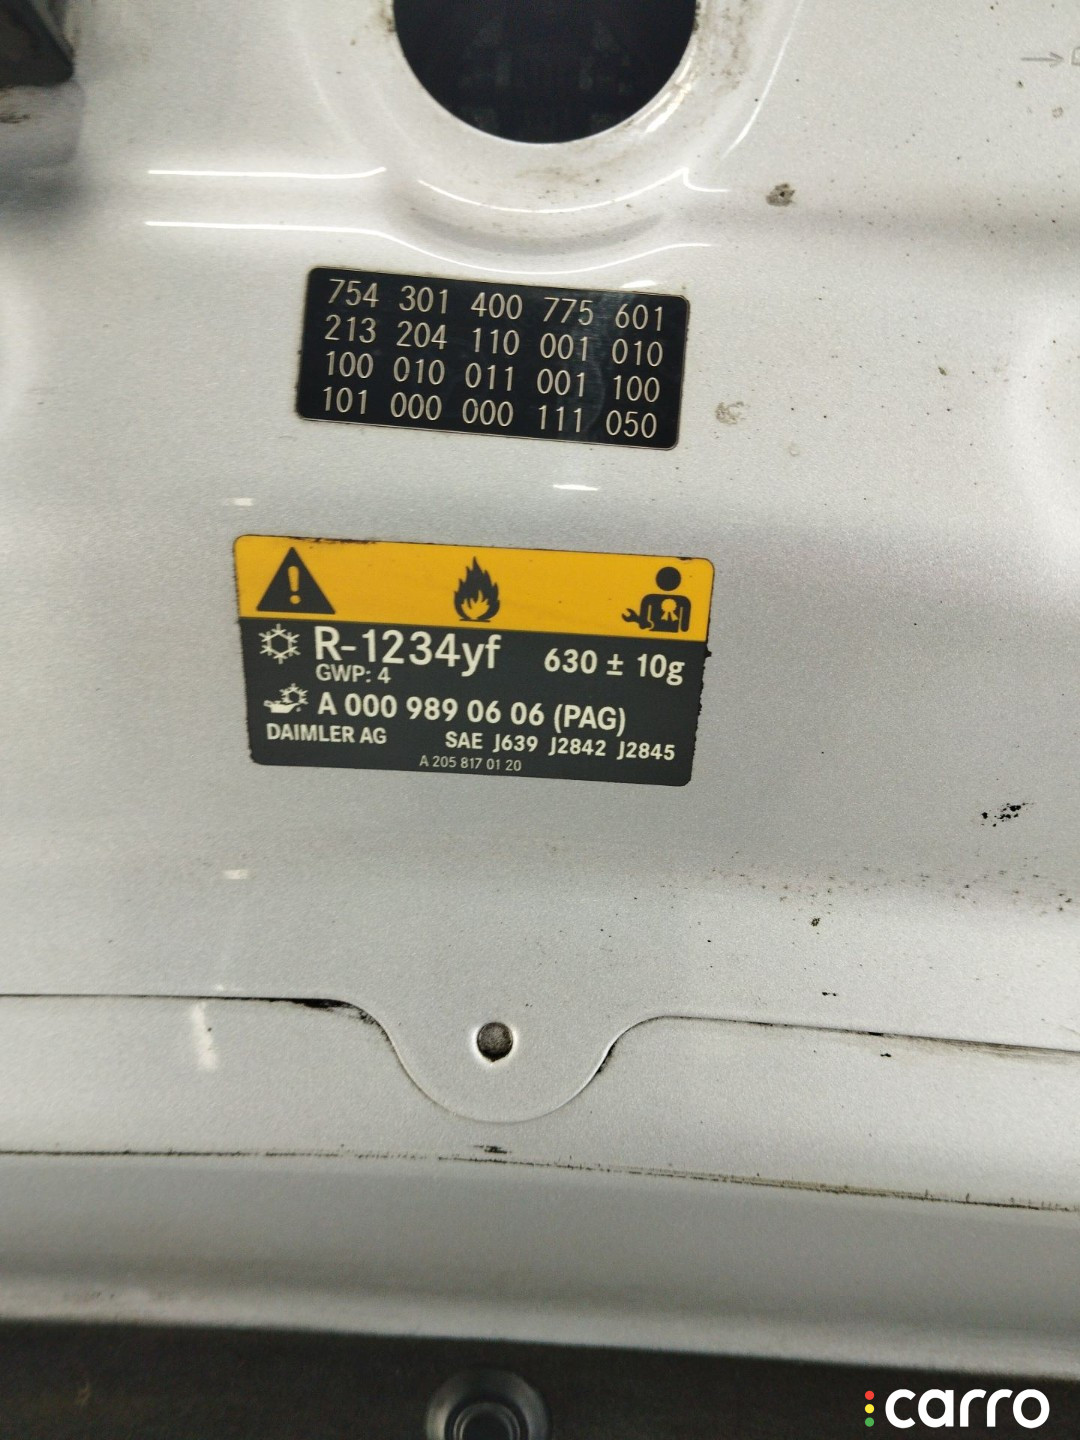 754 301 400 775 601
213 204 110 001 010
100 010 011 001 100
101 000 000 111 050
R-1234yf 630 ± 10g
GWP: 4
A 000 989 06 06 (PAG)
DAIMLER AG SAE J639 J2842 J2845
A 205 817 01 20
carro